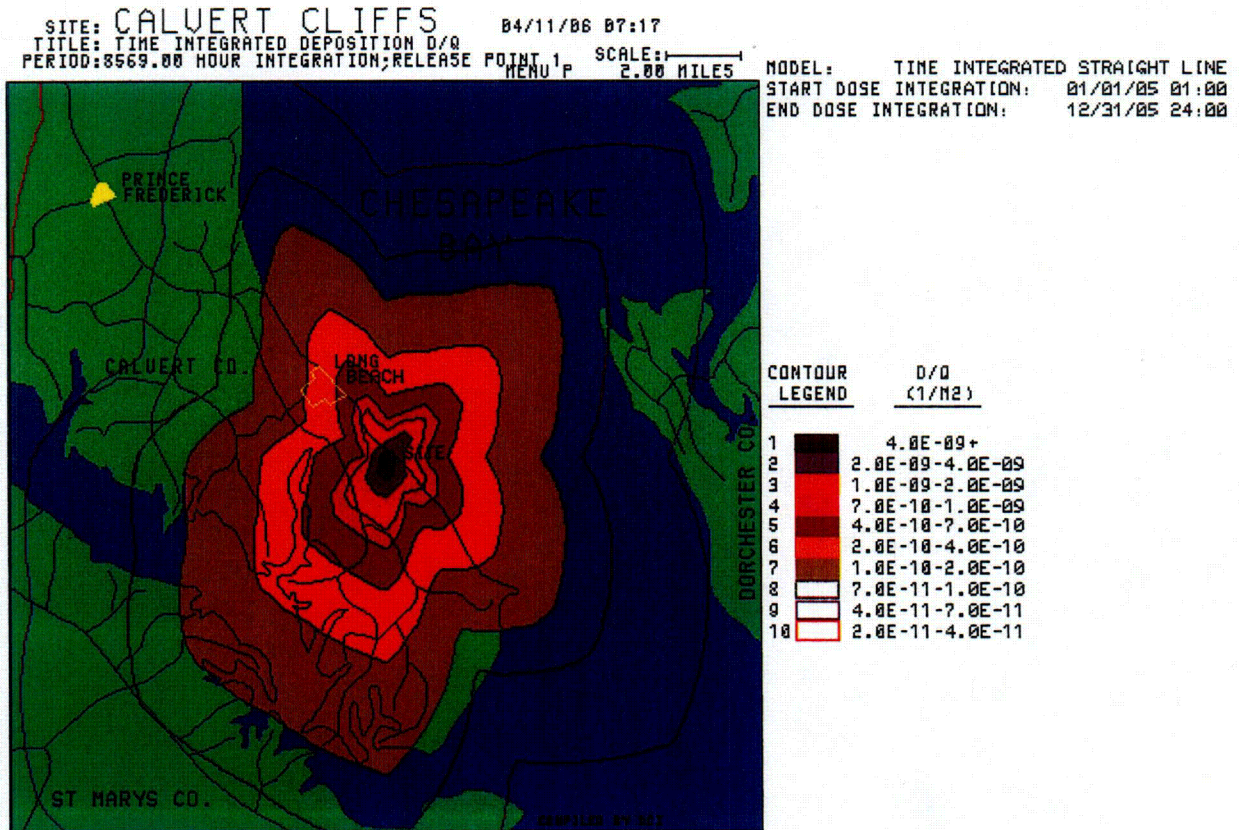 SITE: CALVERT CLIFFS 04/11/06 07:17
TITLE: TIME INTEGRATED DEPOSITION D/Q
PERIOD:8569.00 HOUR INTEGRATION;RELEASE POINT 1
SCALE:
MENU P 2.00 MILES
MODEL: TIME INTEGRATED STRAIGHT LINE
START DOSE INTEGRATION: 01/01/05 01:00
END DOSE INTEGRATION: 12/31/05 24:00
PRINCE
FREDERICK
CHESAPEAKE
BAY
CALVERT CO.
LONG
BEACH
SITE
DORCHESTER CO
ST MARYS CO.
COMPILED BY
CONTOUR D/Q
LEGEND (1/M2)
1 4.0E-09+
2 2.0E-09-4.0E-09
3 1.0E-09-2.0E-09
4 7.0E-10-1.0E-09
5 4.0E-10-7.0E-10
6 2.0E-10-4.0E-10
7 1.0E-10-2.0E-10
8 7.0E-11-1.0E-10
9 4.0E-11-7.0E-11
10 2.0E-11-4.0E-11